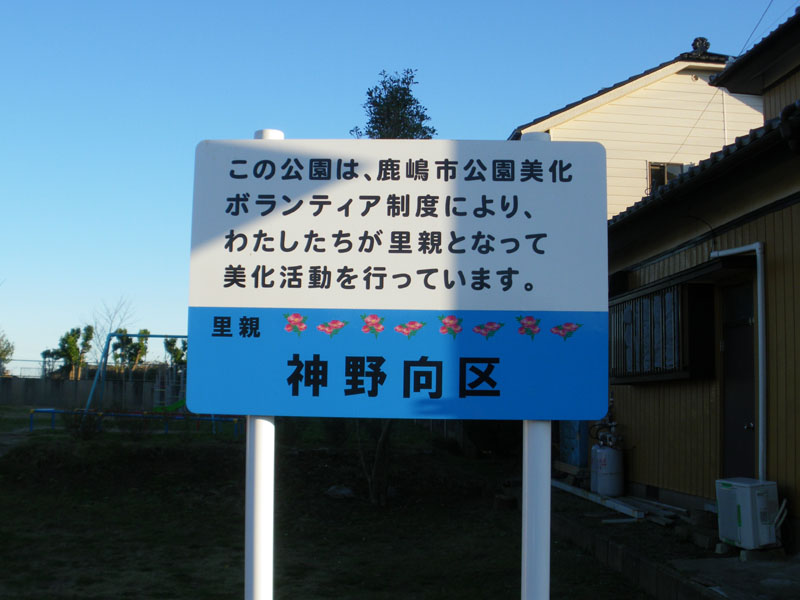 この公園は、鹿嶋市公園美化
ボランティア制度により、
わたしたちが里親となって
美化活動を行っています。
里親
神野向区